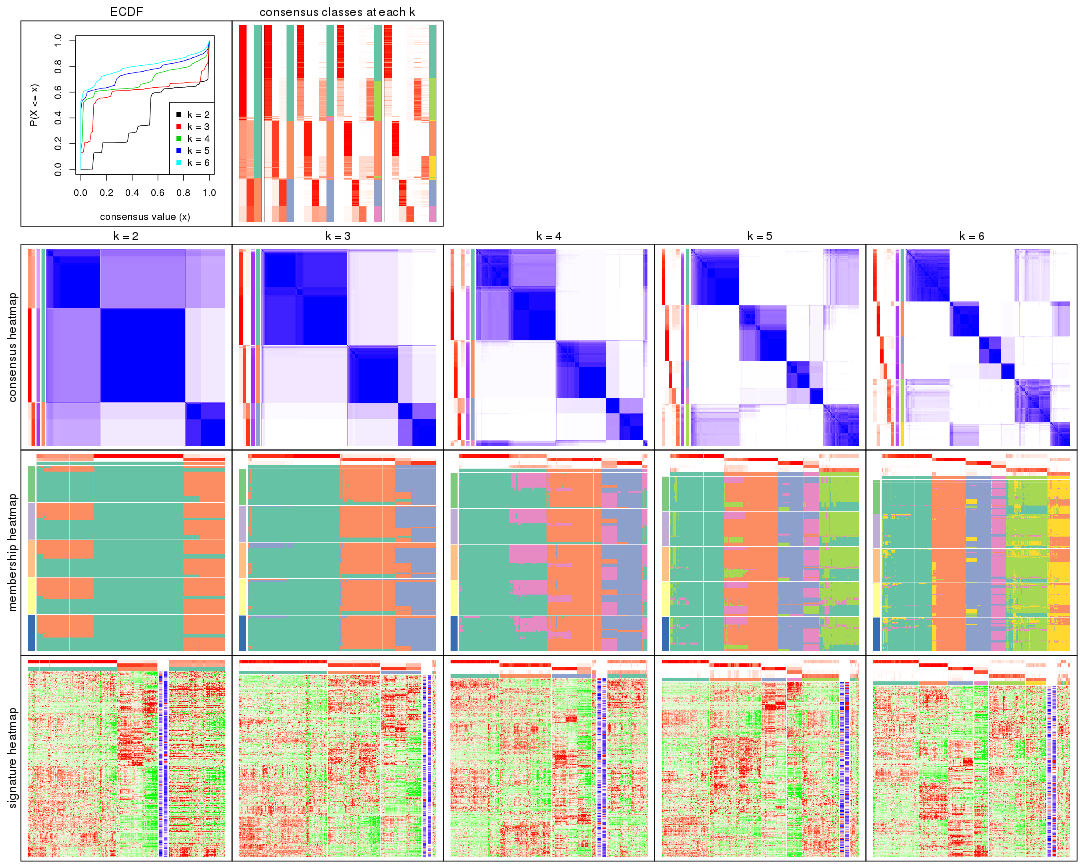 ECDF
consensus classes at each k
P(X <= x)
1.0
0.8
0.6
0.4
0.2
0.0
k = 2
k = 3
k = 4
k = 5
k = 6
0.0 0.2 0.4 0.6 0.8 1.0
consensus value (x)
k = 2
k = 3
k = 4
k = 5
k = 6
consensus heatmap
membership heatmap
signature heatmap